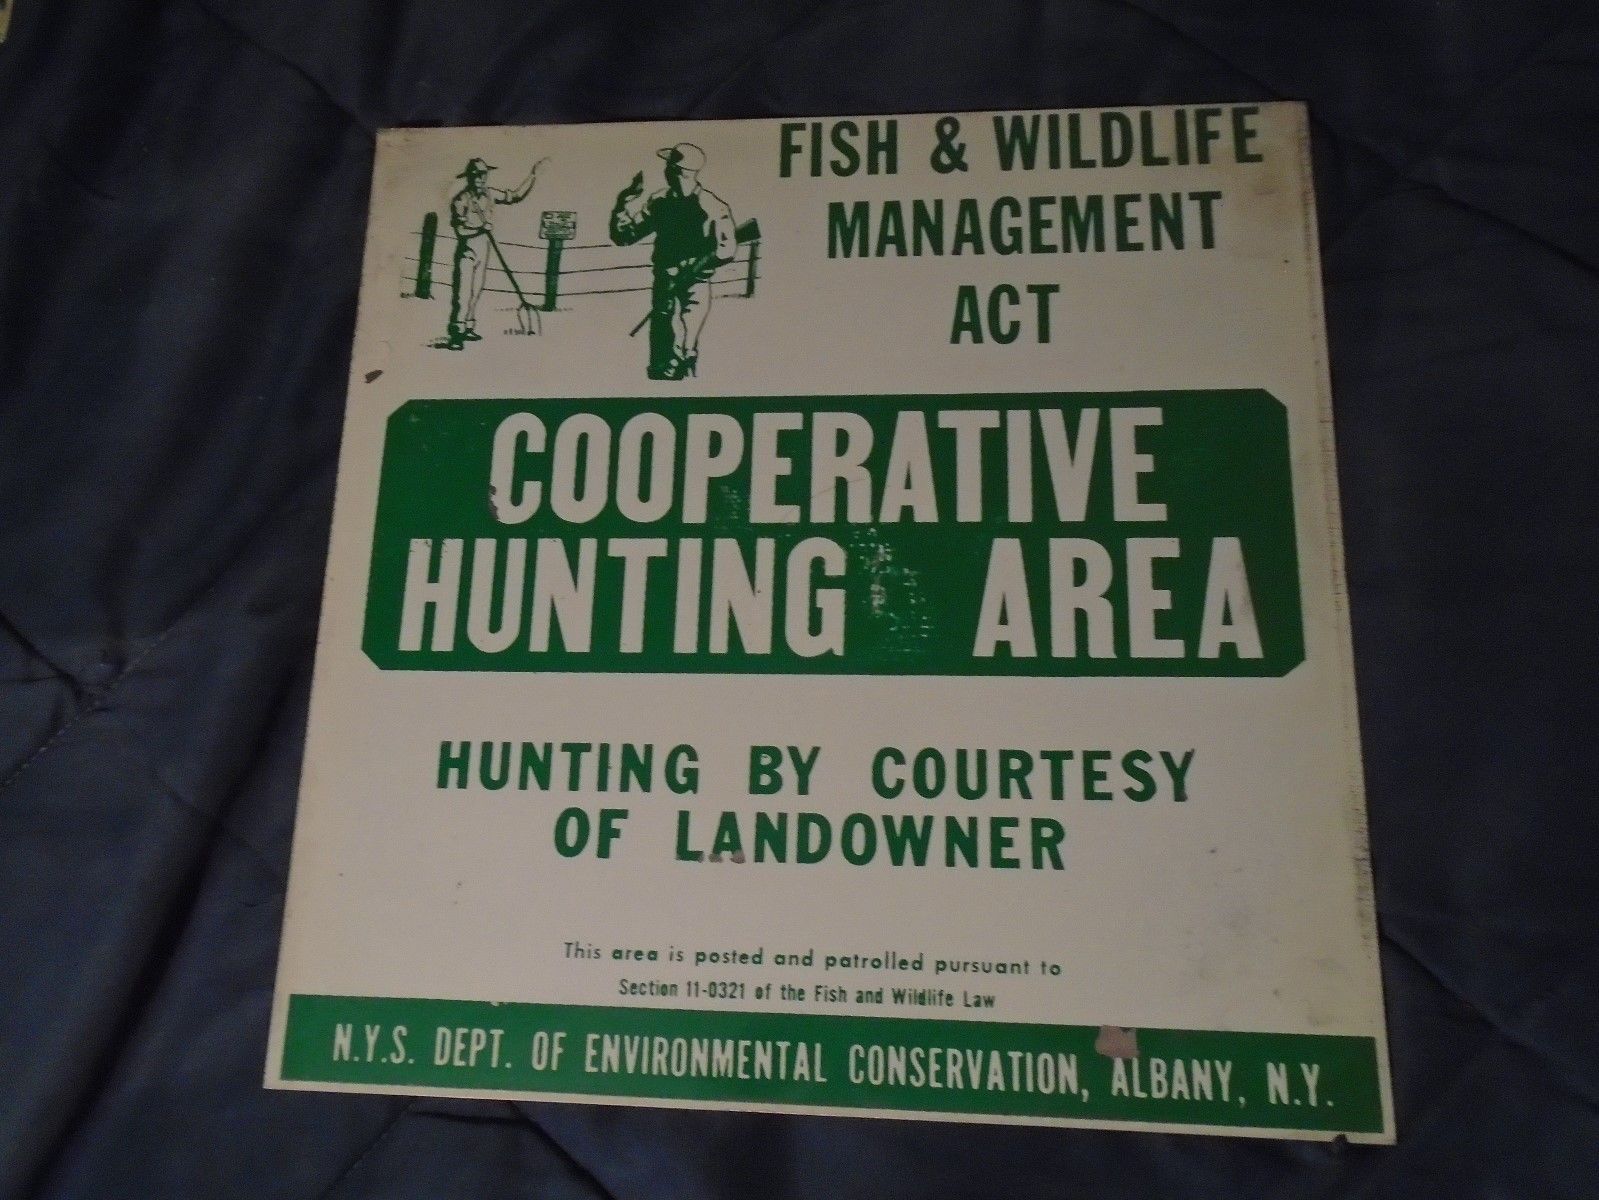 FISH & WILDLIFE
MANAGEMENT
ACT
COOPERATIVE
HUNTING AREA
HUNTING BY COURTESY
OF LANDOWNER
This area is posted and patrolled pursuant to
Section 11-0321 of the Fish and Wildlife Law
N.Y.S. DEPT. OF ENVIRONMENTAL CONSERVATION, ALBANY, N.Y.